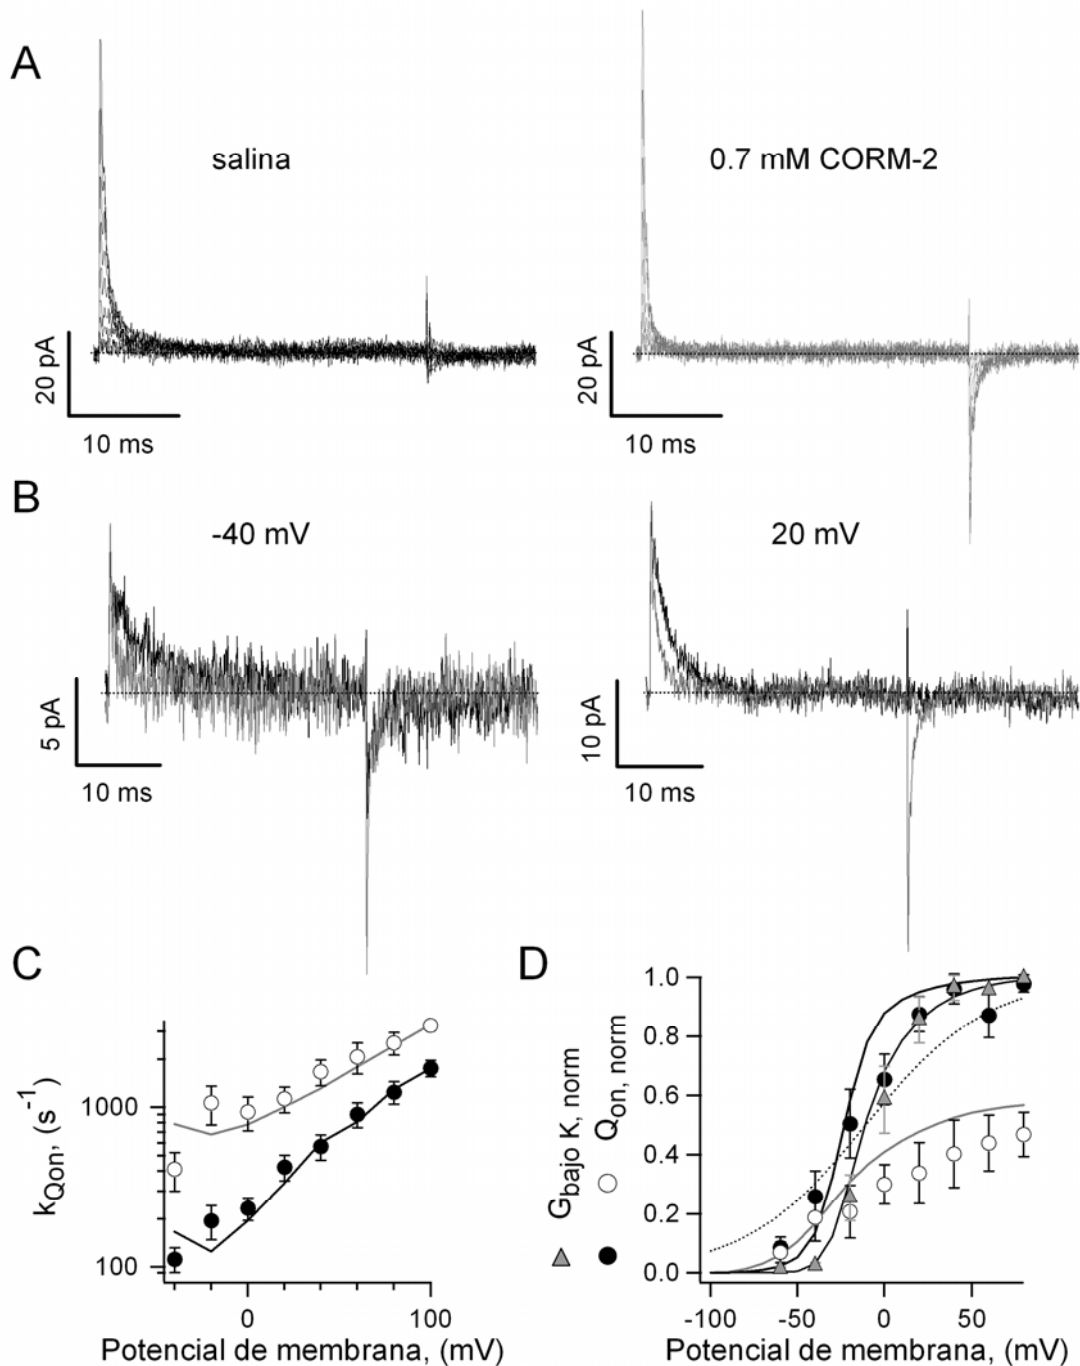 A
salina
0.7 mM CORM-2
20 pA
10 ms
20 pA
10 ms
B
-40 mV
20 mV
5 pA
10 ms
10 pA
10 ms
C
D
kQon, (s-1)
1000
100
0
100
Potencial de membrana, (mV)
Gbajo K, norm
Qon, norm
1.0
0.8
0.6
0.4
0.2
0.0
-100
-50
0
50
Potencial de membrana, (mV)